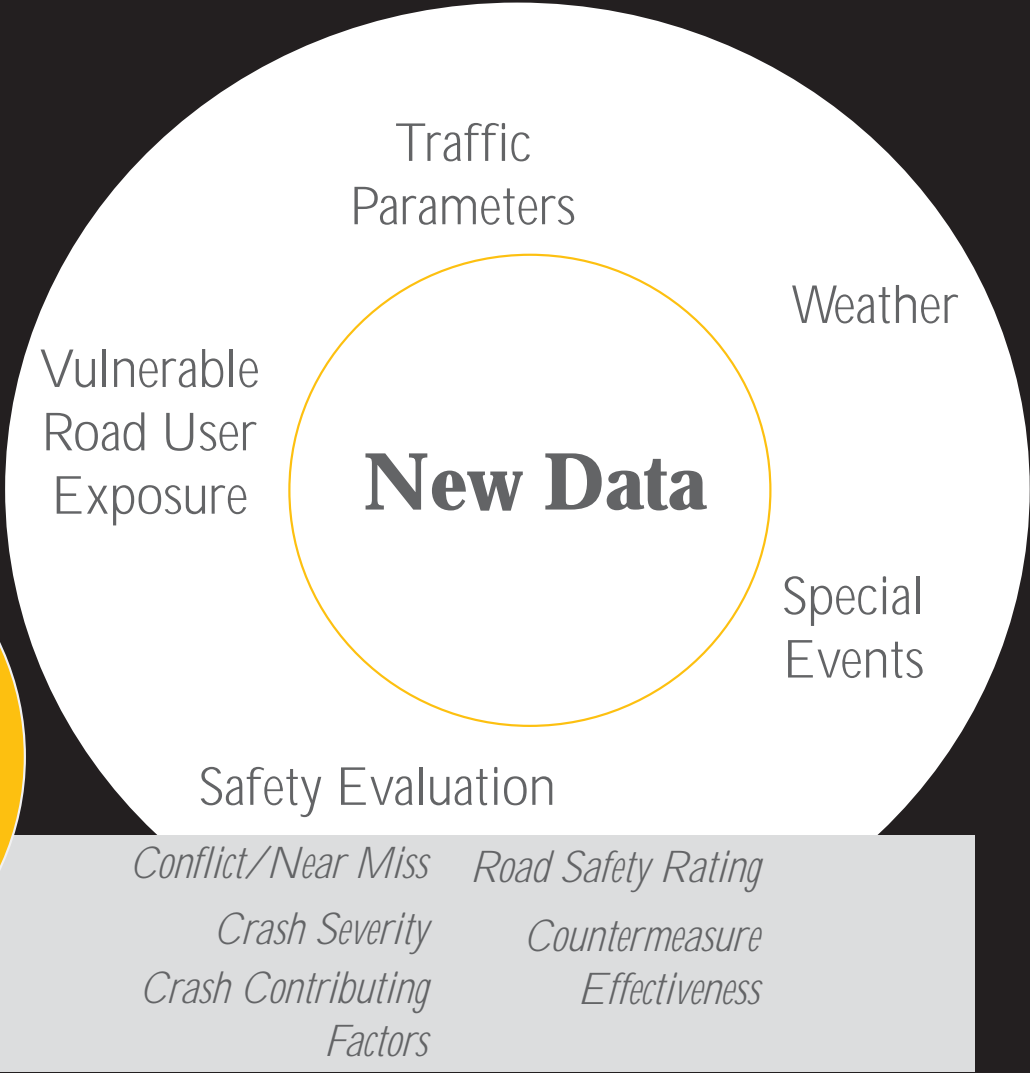 Traffic
Parameters
Weather
Vulnerable
Road User
Exposure
New Data
Special
Events
Safety Evaluation
Conflict/Near Miss
Crash Severity
Crash Contributing
Factors
Road Safety Rating
Countermeasure
Effectiveness